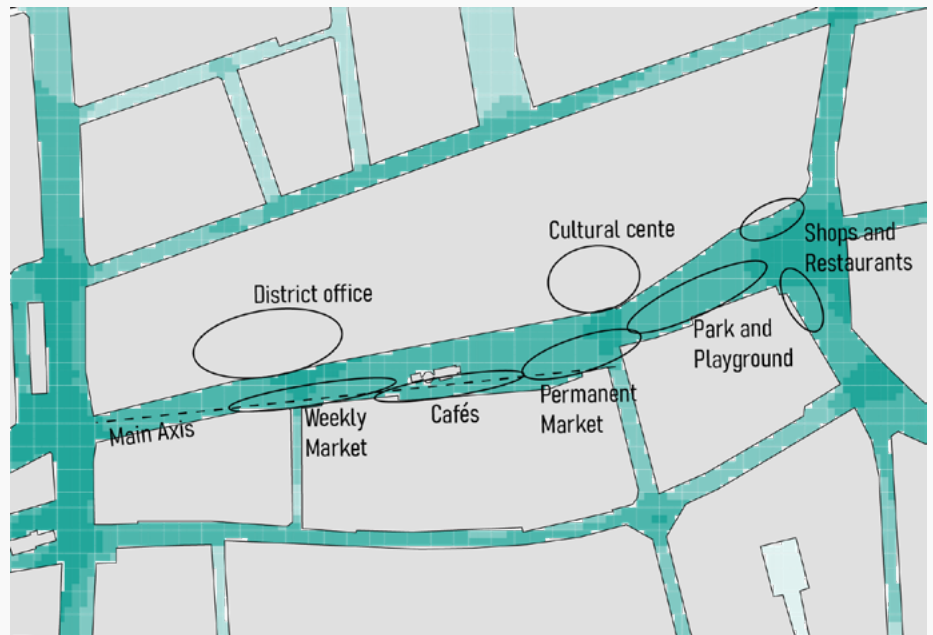 Cultural cente
Shops and
Restaurants
District office
Park and
Playground
Permanent
Market
Cafés
Weekly
Market
Main Axis